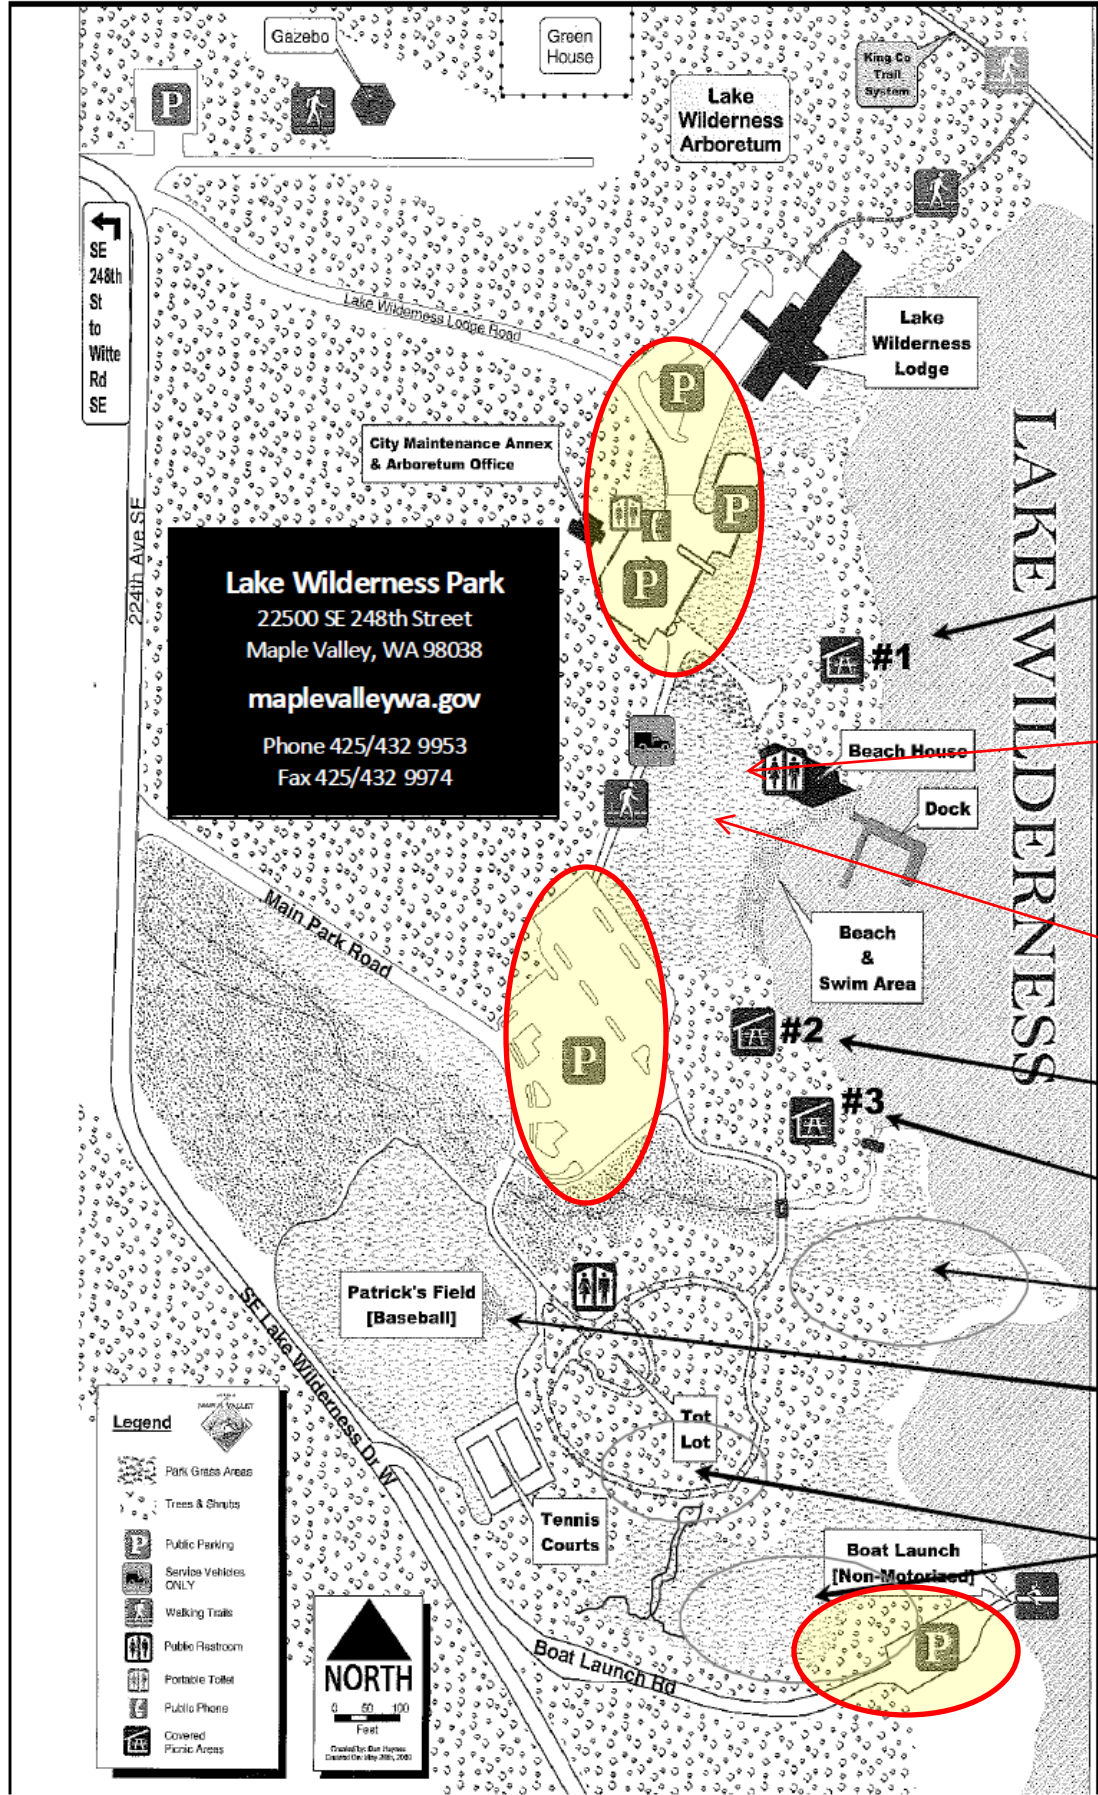 Gazebo
Green
House
King Co
Trail
System
Lake
Wilderness
Arboretum
P
SE
248th
St
to
Witte
Rd
SE
Lake Wilderness Lodge Road
Lake
Wilderness
Lodge
P
City Maintenance Annex
& Arboretum Office
P
P
224th Ave SE
Lake Wilderness Park
22500 SE 248th Street
Maple Valley, WA 98038
maplevalleywa.gov
Phone 425/432 9953
Fax 425/432 9974
LAKE WILDERNESS
#1
Beach House
Dock
Main Park Road
Beach
&
Swim Area
P
#2
#3
Patrick's Field
[Baseball]
SE Lake Wilderness Dr W
Tot
Lot
Tennis
Courts
Boat Launch
[Non-Motorized]
P
Boat Launch Rd
Legend
Park Grass Areas
Trees & Shrubs
P Public Parking
Service Vehicles
ONLY
Walking Trails
Public Restroom
Portable Toilet
Public Phone
Covered
Picnic Areas
NORTH
0 50 100
Feet